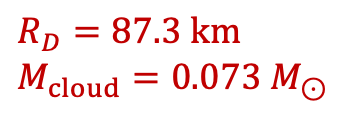 R_D = 87.3 km
M_cloud = 0.073 M_⊙